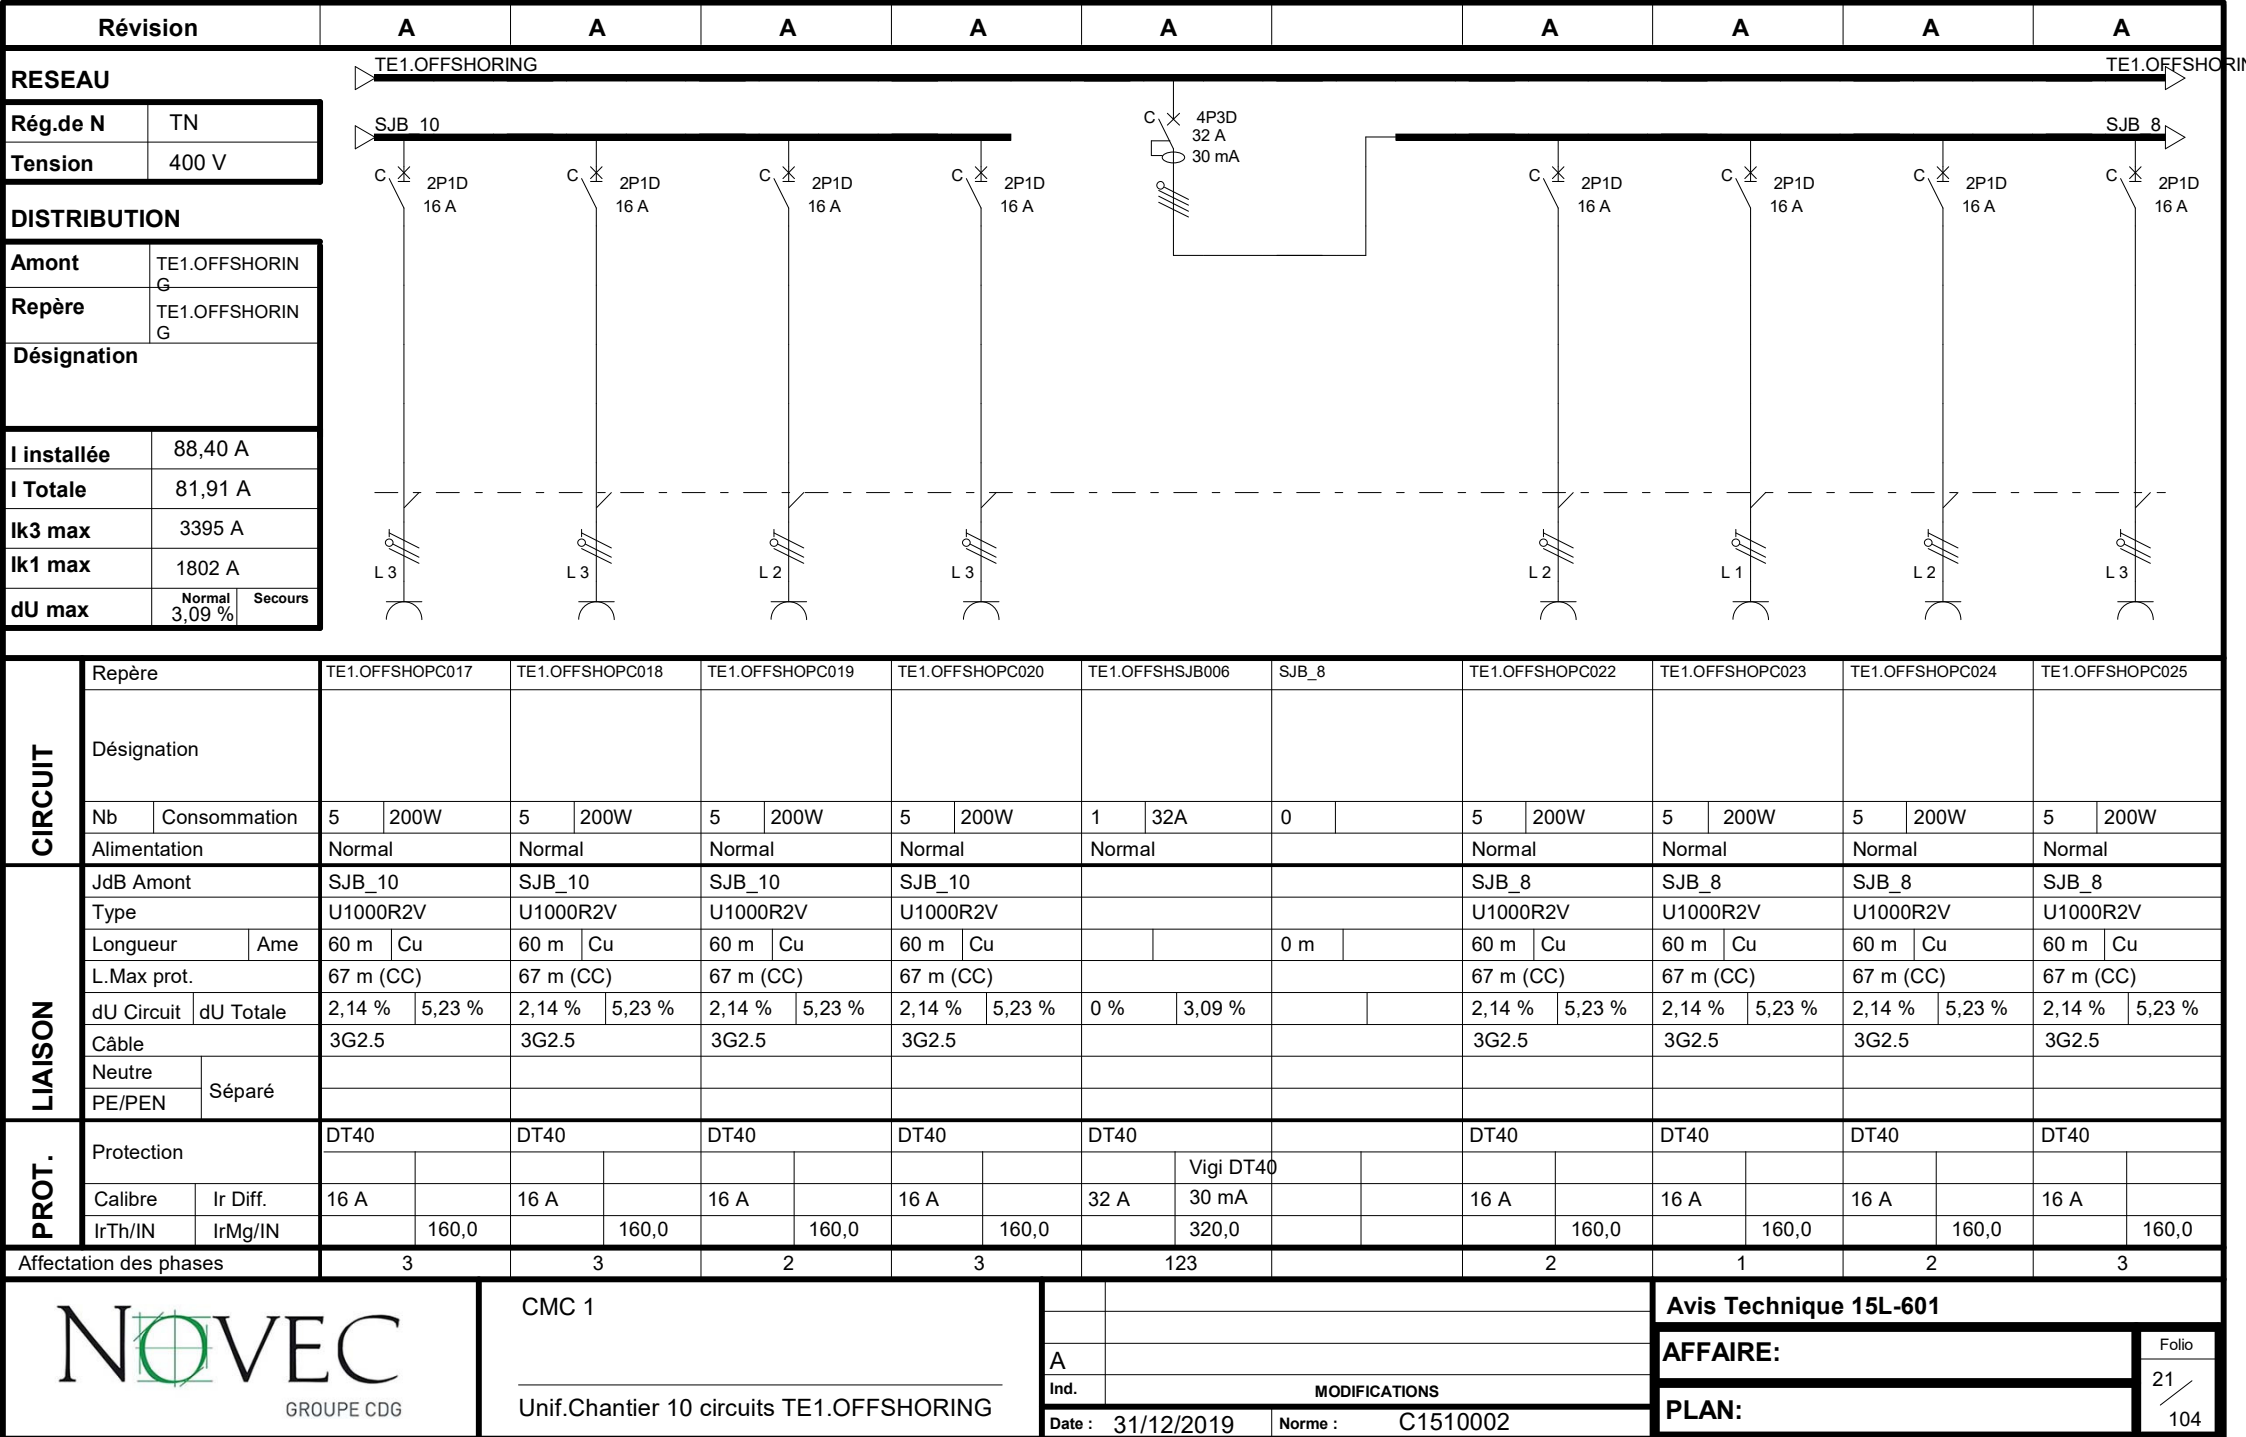 Révision A A A A A A A A A
RESEAU
TE1.OFFSHORING TE1.OFFSHORIN
Rég.de N TN
Tension 400 V
SJB_10 SJB_8
C 4P3D
32 A
30 mA
C 2P1D 16 A
C 2P1D 16 A
C 2P1D 16 A
C 2P1D 16 A
C 2P1D 16 A
C 2P1D 16 A
C 2P1D 16 A
C 2P1D 16 A
DISTRIBUTION
Amont TE1.OFFSHORIN
G
Repère TE1.OFFSHORIN
G
Désignation
I installée 88,40 A
I Totale 81,91 A
Ik3 max 3395 A
Ik1 max 1802 A
dU max Normal 3,09 % Secours
L 3 L 3 L 2 L 3 L 2 L 1 L 2 L 3
CIRCUIT
Repère TE1.OFFSHOPC017 TE1.OFFSHOPC018 TE1.OFFSHOPC019 TE1.OFFSHOPC020 TE1.OFFSHSJB006 SJB_8 TE1.OFFSHOPC022 TE1.OFFSHOPC023 TE1.OFFSHOPC024 TE1.OFFSHOPC025
Désignation
Nb Consommation 5 200W 5 200W 5 200W 5 200W 1 32A 0 5 200W 5 200W 5 200W 5 200W
Alimentation Normal Normal Normal Normal Normal Normal Normal Normal Normal
LIAISON
JdB Amont SJB_10 SJB_10 SJB_10 SJB_10 SJB_8 SJB_8 SJB_8 SJB_8
Type U1000R2V U1000R2V U1000R2V U1000R2V U1000R2V U1000R2V U1000R2V U1000R2V
Longueur Ame 60 m Cu 60 m Cu 60 m Cu 60 m Cu 0 m 60 m Cu 60 m Cu 60 m Cu 60 m Cu
L.Max prot. 67 m (CC) 67 m (CC) 67 m (CC) 67 m (CC) 67 m (CC) 67 m (CC) 67 m (CC) 67 m (CC)
dU Circuit dU Totale 2,14 % 5,23 % 2,14 % 5,23 % 2,14 % 5,23 % 2,14 % 5,23 % 0 % 3,09 % 2,14 % 5,23 % 2,14 % 5,23 % 2,14 % 5,23 % 2,14 % 5,23 %
Câble 3G2.5 3G2.5 3G2.5 3G2.5 3G2.5 3G2.5 3G2.5 3G2.5
Neutre
Séparé
PE/PEN
PROT.
Protection DT40 DT40 DT40 DT40 DT40 DT40 DT40 DT40 DT40
Vigi DT40
Calibre Ir Diff. 16 A 16 A 16 A 16 A 32 A 30 mA 16 A 16 A 16 A 16 A
IrTh/IN IrMg/IN 160,0 160,0 160,0 160,0 320,0 160,0 160,0 160,0 160,0
Affectation des phases 3 3 2 3 123 2 1 2 3
NOVEC
GROUPE CDG
CMC 1
Unif.Chantier 10 circuits TE1.OFFSHORING
A
Ind. MODIFICATIONS
Date : 31/12/2019 Norme : C1510002
Avis Technique 15L-601
AFFAIRE:
PLAN:
Folio
21
104